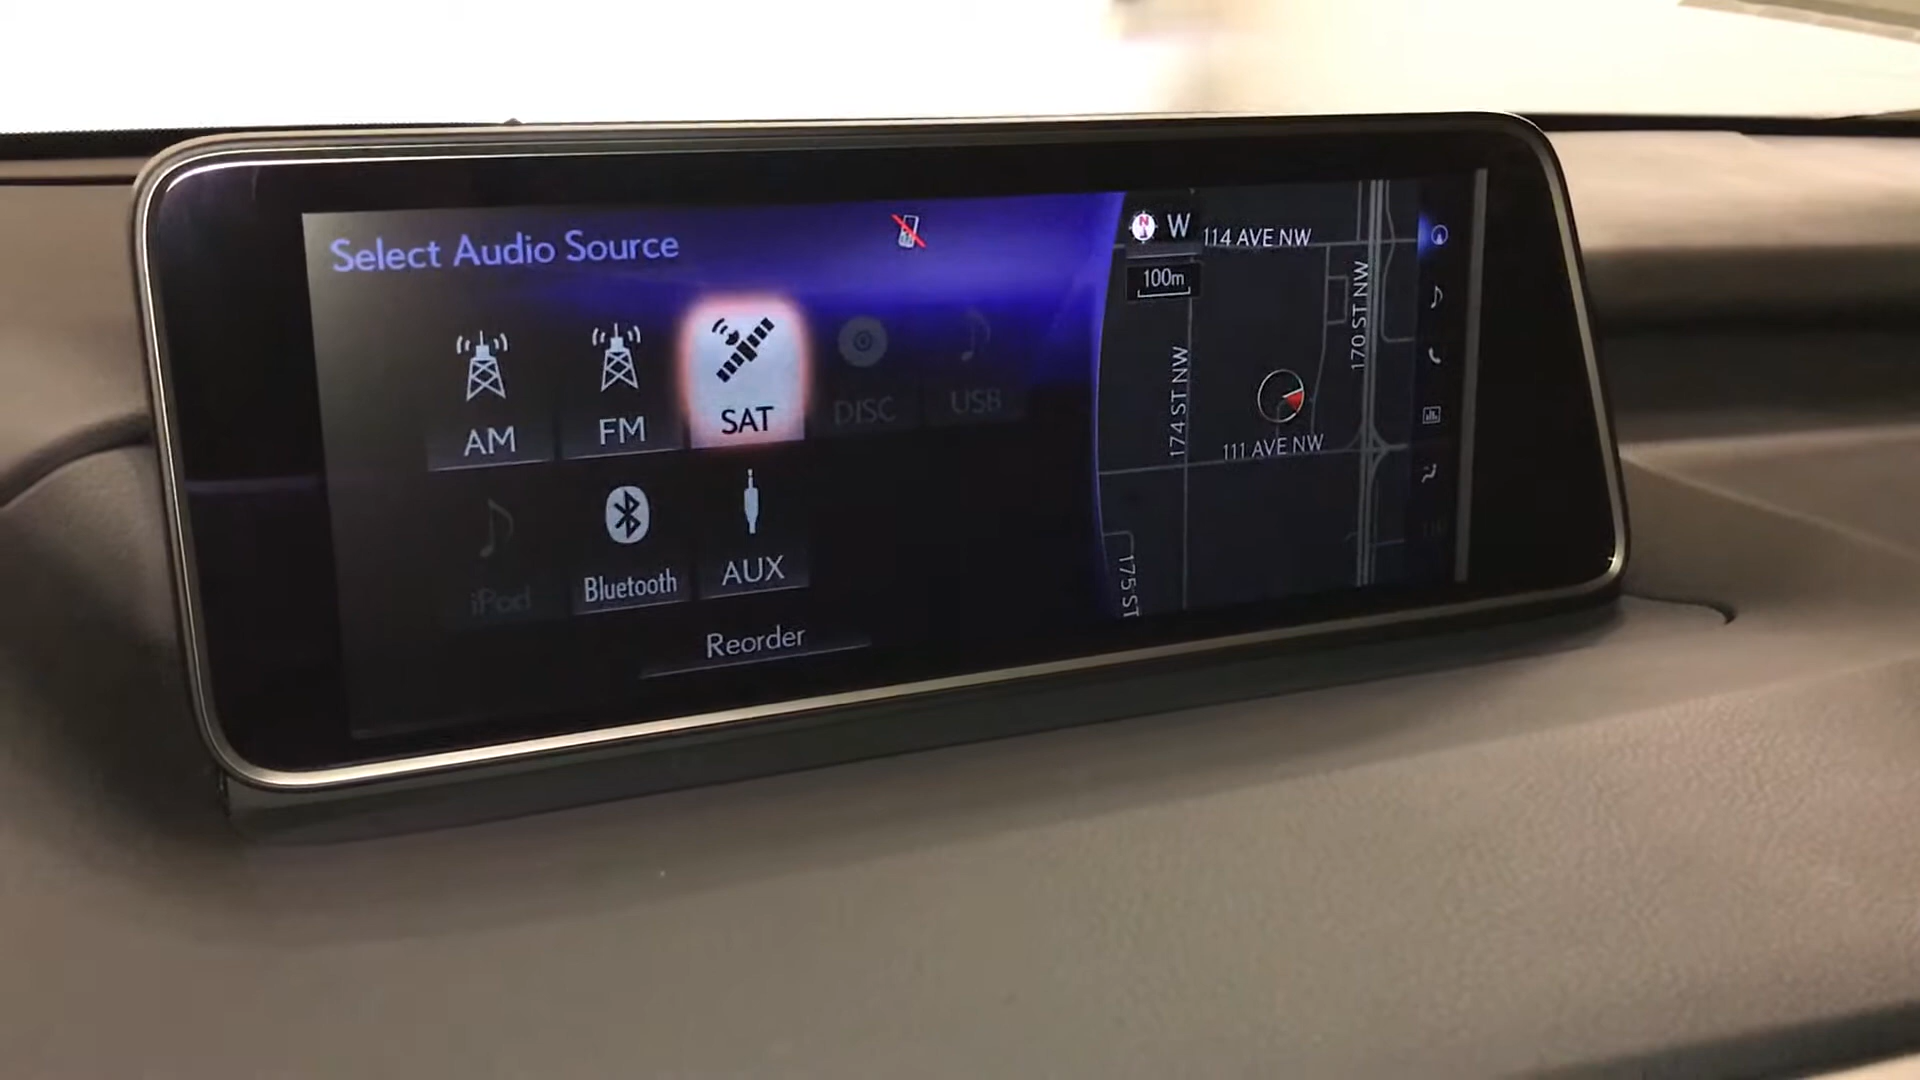 Select Audio Source
AM
FM
SAT
DISC
USB
iPod
Bluetooth
AUX
Reorder
N
W
100m
114 AVE NW
170 ST NW
174 ST NW
111 AVE NW
175 ST